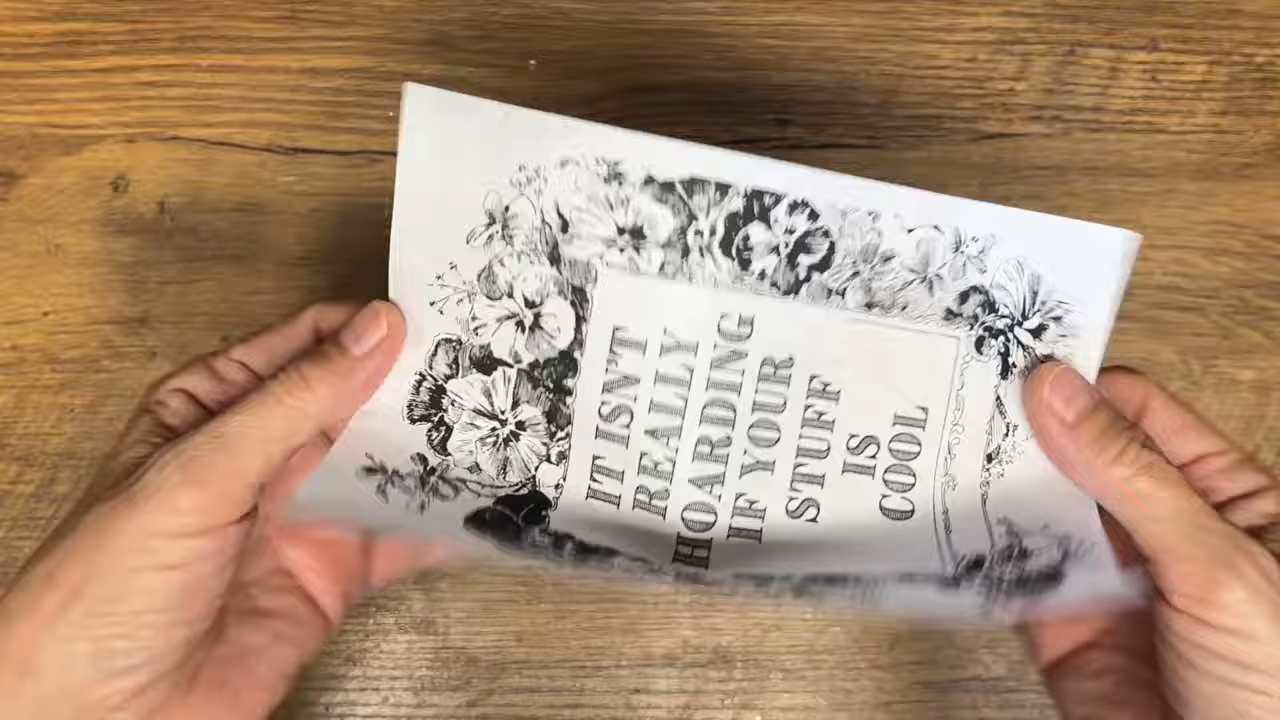 IT ISN'T
REALLY
HOARDING
IF YOUR
STUFF
IS
COOL